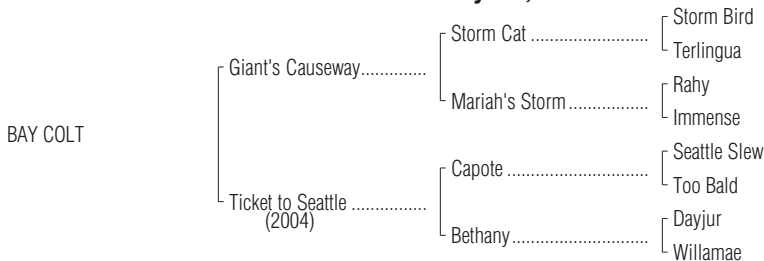 Storm Bird
Storm Cat ........................
Terlingua
Giant's Causeway..............
Rahy
Mariah's Storm................
Immense
BAY COLT
Seattle Slew
Capote .............................
Too Bald
Ticket to Seattle ...............
(2004)
Dayjur
Bethany............................
Willamae